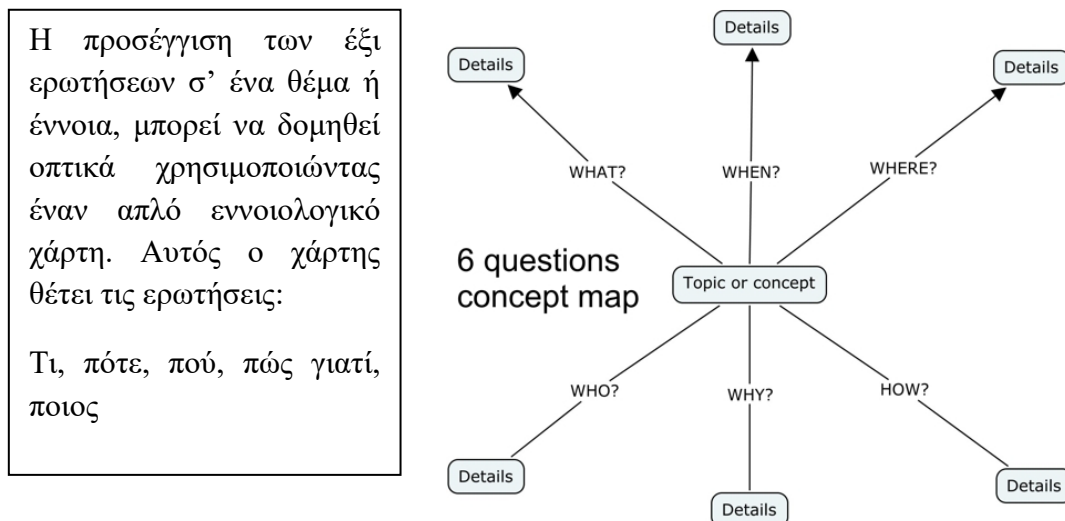 Η προσέγγιση των έξι
ερωτήσεων σ’ ένα θέμα ή
έννοια, μπορεί να δομηθεί
οπτικά χρησιμοποιώντας
έναν απλό εννοιολογικό
χάρτη. Αυτός ο χάρτης
θέτει τις ερωτήσεις:
Τι, πότε, πού, πώς γιατί,
ποιος
Details
Details
Details
WHAT?
WHEN?
WHERE?
6 questions
concept map
Topic or concept
WHO?
WHY?
HOW?
Details
Details
Details